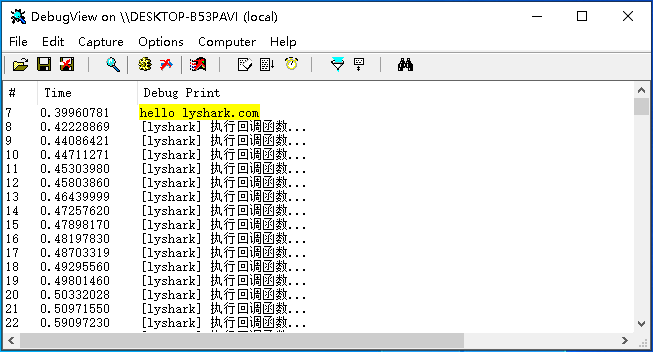 DebugView on \\DESKTOP-B53PAVI (local)
File Edit Capture Options Computer Help
# Time Debug Print
7 0.39960781 hello lyshark.com
8 0.42228869 [lyshark] 执行回调函数...
9 0.44086421 [lyshark] 执行回调函数...
10 0.44711271 [lyshark] 执行回调函数...
11 0.45303980 [lyshark] 执行回调函数...
12 0.45803860 [lyshark] 执行回调函数...
13 0.46439999 [lyshark] 执行回调函数...
14 0.47257620 [lyshark] 执行回调函数...
15 0.47898170 [lyshark] 执行回调函数...
16 0.48197830 [lyshark] 执行回调函数...
17 0.48703319 [lyshark] 执行回调函数...
18 0.49295560 [lyshark] 执行回调函数...
19 0.49801460 [lyshark] 执行回调函数...
20 0.50332028 [lyshark] 执行回调函数...
21 0.50971550 [lyshark] 执行回调函数...
22 0.59097230 [lyshark] 执行回调函数...